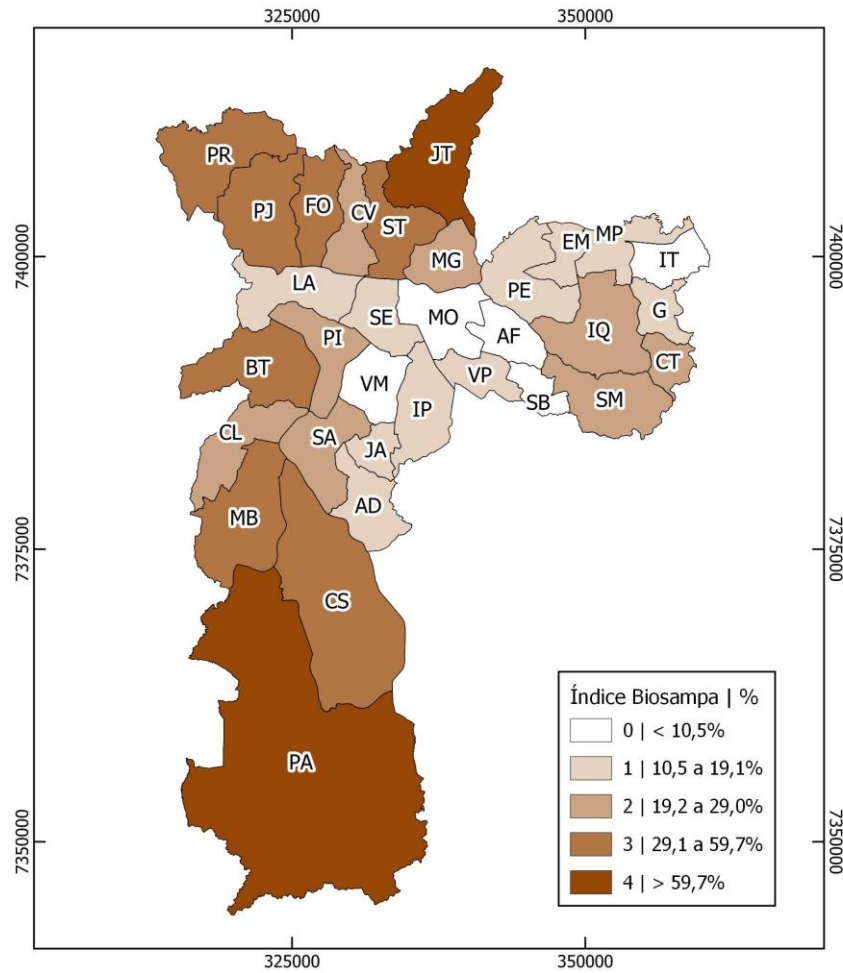 325000 350000
JT
PR
FO
PJ
CV
ST
MP
EM
7400000 7400000
MG
IT
LA
PE
G
SE
MO
IQ
AF
PI
CT
BT
VP
VM
SM
SB
IP
CL
SA
JA
AD
MB
7375000 7375000
CS
Índice Biosampa | %
0 | < 10,5%
PA
1 | 10,5 a 19,1%
2 | 19,2 a 29,0%
7350000 7350000
3 | 29,1 a 59,7%
4 | > 59,7%
325000 350000